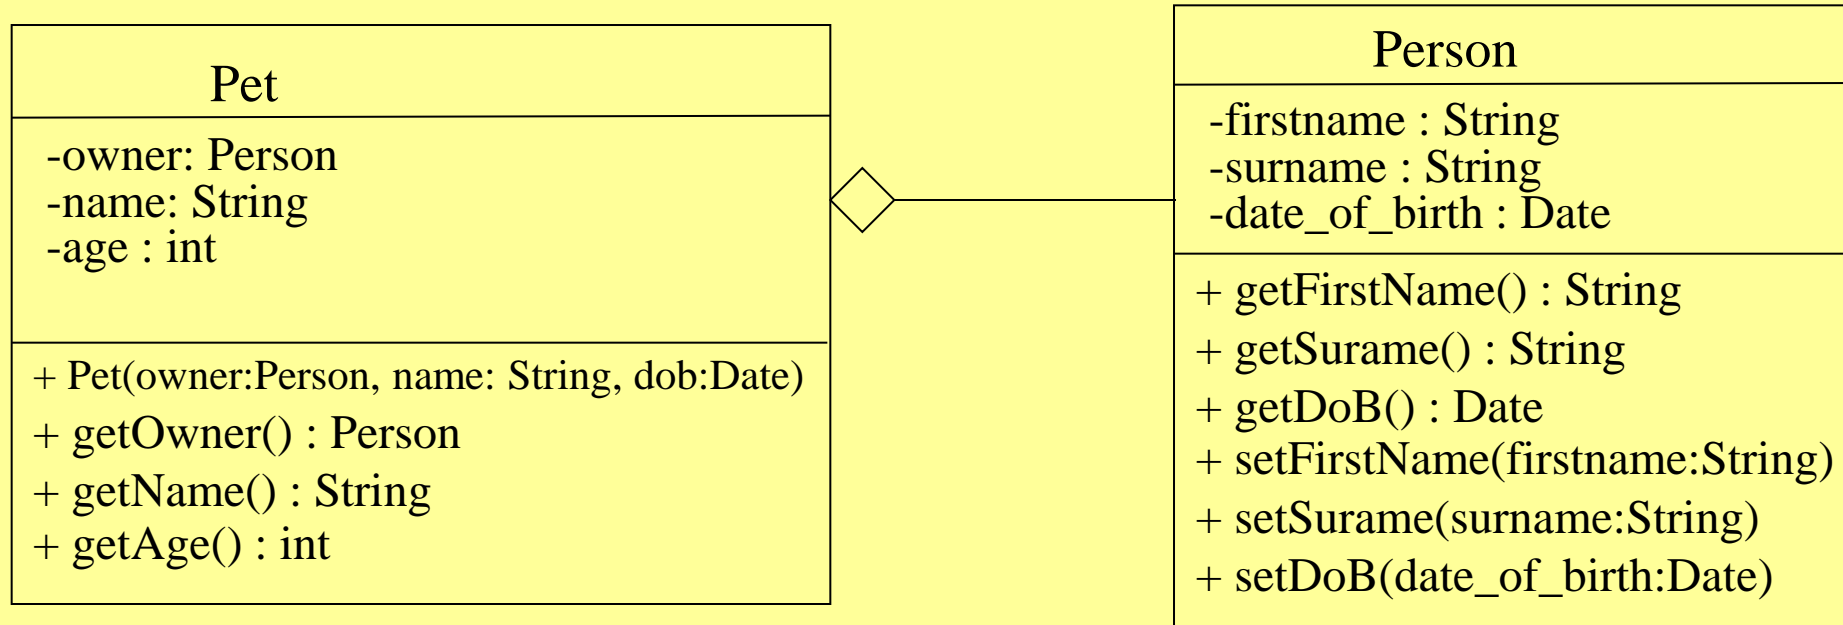 Pet
-owner: Person
-name: String
-age : int
+ Pet(owner:Person, name: String, dob:Date)
+ getOwner() : Person
+ getName() : String
+ getAge() : int
Person
-firstname : String
-surname : String
-date_of_birth : Date
+ getFirstName() : String
+ getSurame() : String
+ getDoB() : Date
+ setFirstName(firstname:String)
+ setSurame(surname:String)
+ setDoB(date_of_birth:Date)